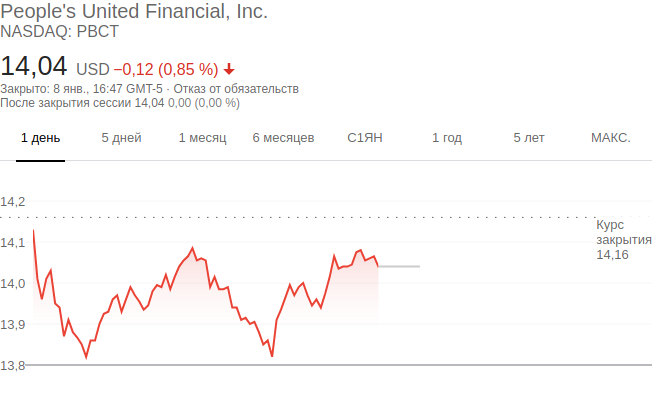 People's United Financial, Inc.
NASDAQ: PBCT
14,04 USD −0,12 (0,85 %)
Закрыто: 8 янв., 16:47 GMT-5 · Отказ от обязательств
После закрытия сессии 14,04 0,00 (0,00 %)
1 день 5 дней 1 месяц 6 месяцев С1ЯН 1 год 5 лет МАКС.
14,2
Курс
14,1
закрытия
14,16
14,0
13,9
13,8